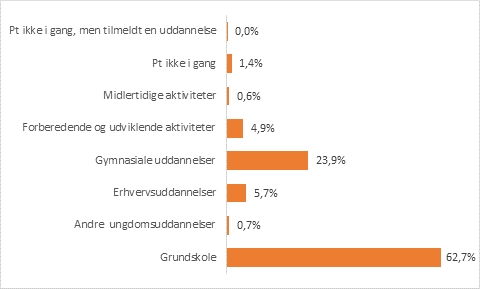 Pt ikke i gang, men tilmeldt en uddannelse 0,0%
Pt ikke i gang 1,4%
Midlertidige aktiviteter 0,6%
Forberedende og udviklende aktiviteter 4,9%
Gymnasiale uddannelser 23,9%
Erhvervsuddannelser 5,7%
Andre ungdomsuddannelser 0,7%
Grundskole 62,7%